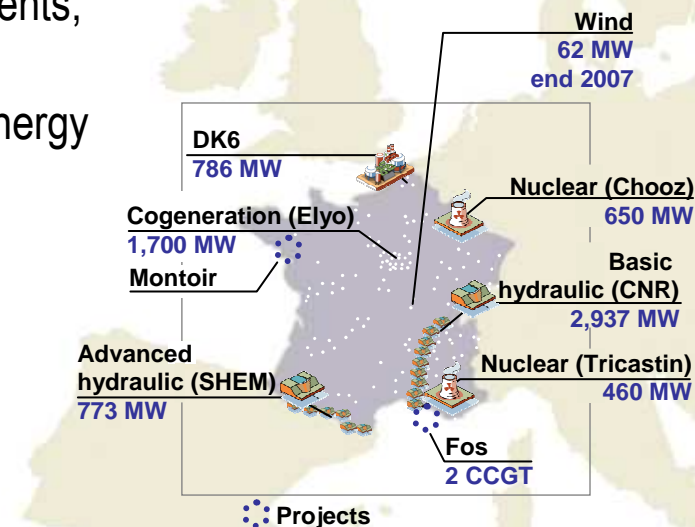 ents,
nergy
Wind
62 MW
end 2007
DK6
786 MW
Nuclear (Chooz)
650 MW
Cogeneration (Elyo)
1,700 MW
Montoir
Basic
hydraulic (CNR)
2,937 MW
Advanced
hydraulic (SHEM)
773 MW
Nuclear (Tricastin)
460 MW
Fos
2 CCGT
Projects